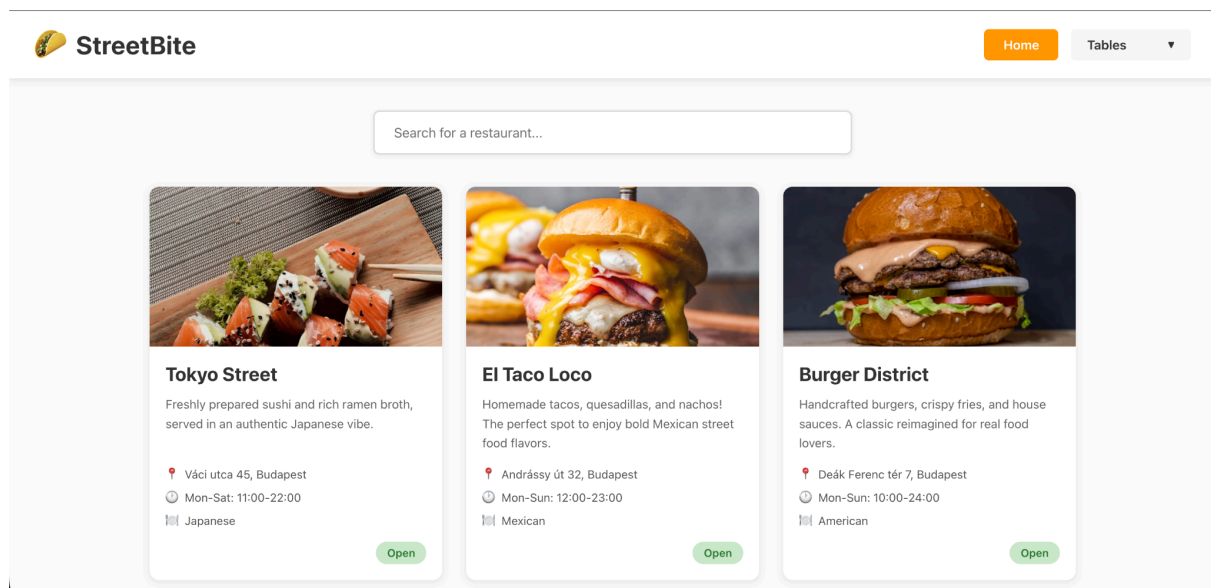 StreetBite
Home
Tables ▼
Search for a restaurant...
Tokyo Street
Freshly prepared sushi and rich ramen broth,
served in an authentic Japanese vibe.
Váci utca 45, Budapest
Mon-Sat: 11:00-22:00
Japanese
Open
El Taco Loco
Homemade tacos, quesadillas, and nachos!
The perfect spot to enjoy bold Mexican street
food flavors.
Andrássy út 32, Budapest
Mon-Sun: 12:00-23:00
Mexican
Open
Burger District
Handcrafted burgers, crispy fries, and house
sauces. A classic reimagined for real food
lovers.
Deák Ferenc tér 7, Budapest
Mon-Sun: 10:00-24:00
American
Open